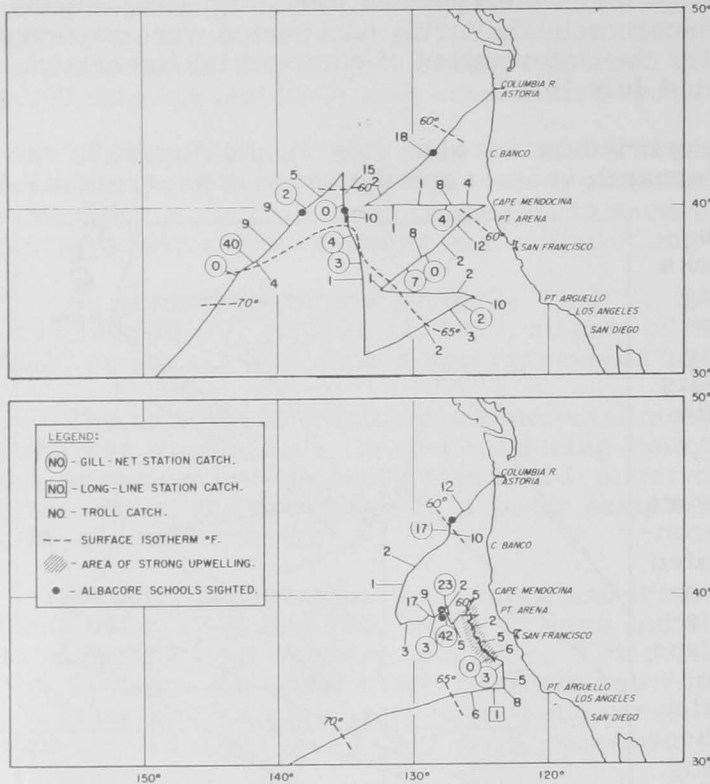 50°
COLUMBIA R.
ASTORIA
60°
18
C. BANCO
5
15
60°
2
2
8
4
9
0
10
CAPE MENDOCINA
4
PT. ARENA
9
1
60°
40
4
8
12
SAN FRANCISCO
3
0
2
0
1
1
7
2
4
10
PT. ARGUELLO
70°
2
LOS ANGELES
65°
3
SAN DIEGO
2
30°
50°
LEGEND:
NO. - GILL-NET STATION CATCH.
NO. - LONG-LINE STATION CATCH.
NO. - TROLL CATCH.
- SURFACE ISOTHERM °F.
- AREA OF STRONG UPWELLING.
- ALBACORE SCHOOLS SIGHTED.
COLUMBIA R.
ASTORIA
12
60°
17
10
C. BANCO
2
1
23
40°
9
2
5
CAPE MENDOCINA
17
60°
PT. ARENA
2
3
3
3
42
5
5
SAN FRANCISCO
6
0
3
5
65°
PT. ARGUELLO
8
LOS ANGELES
6
1
70°
SAN DIEGO
30°
150°
140°
130°
120°